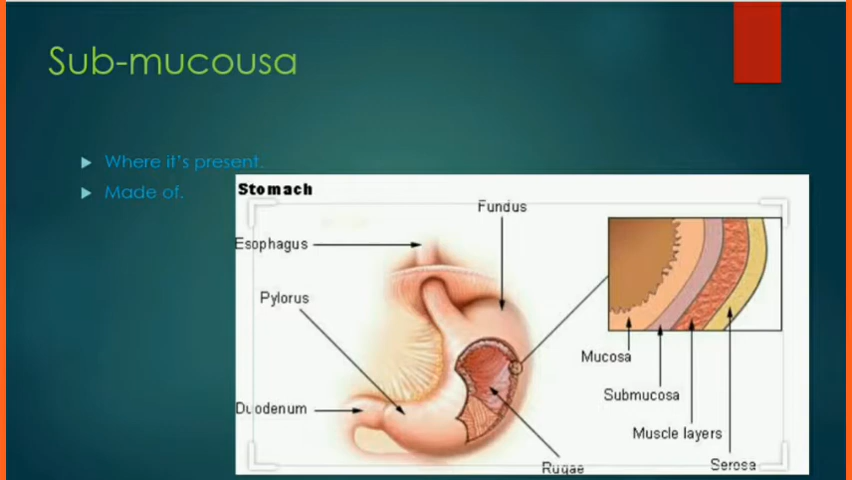 Sub-mucousa
Where it's present.
Made of.
Stomach
Fundus
Esophagus
Pylorus
Mucosa
Submucosa
Duodenum
Muscle layers
Serosa
Rugae